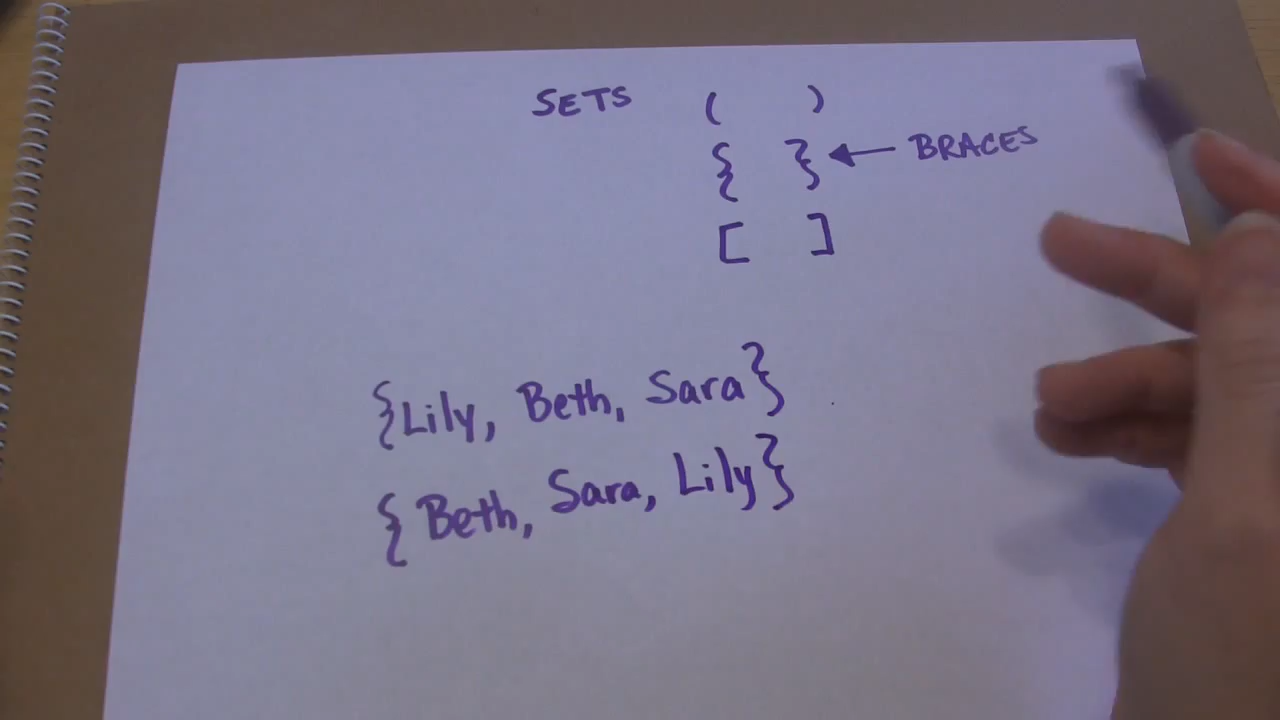 SETS ( )
{ } ← BRACES
[ ]
{Lily, Beth, Sara}
{Beth, Sara, Lily}